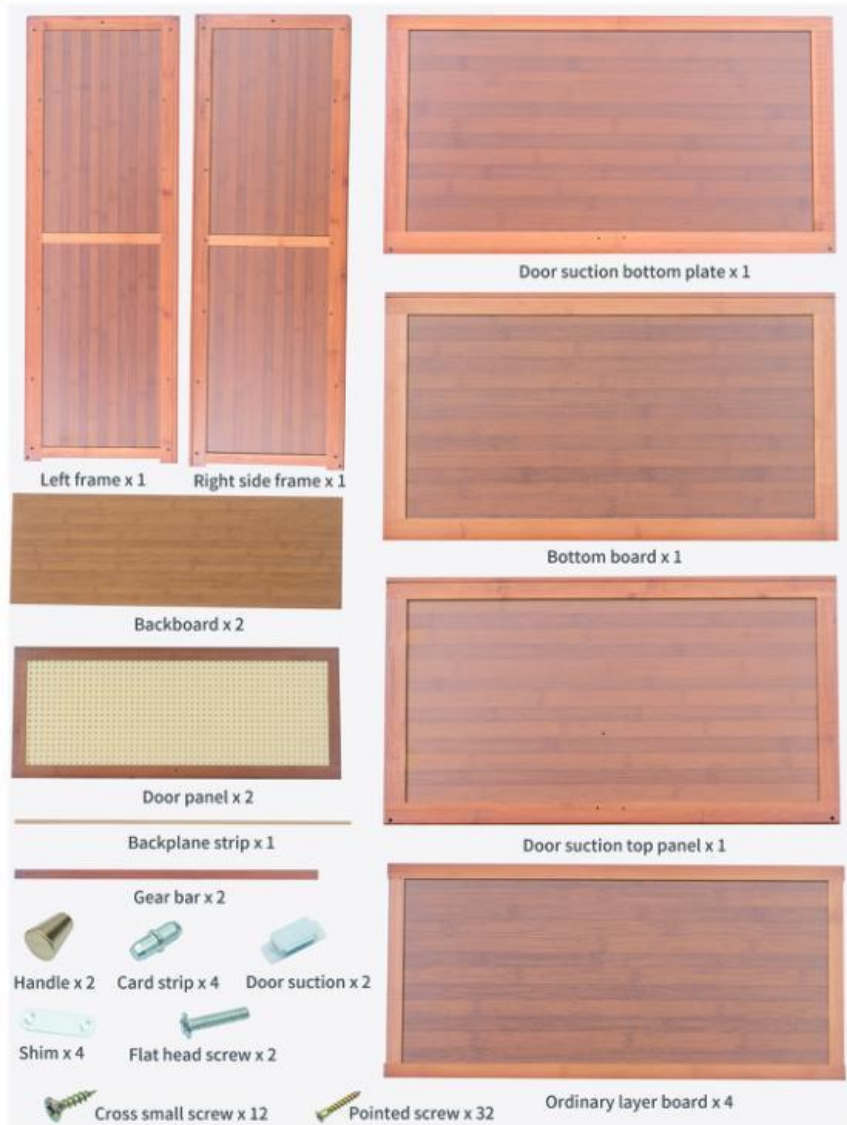 Left frame x 1
Right side frame x 1
Door suction bottom plate x 1
Bottom board x 1
Backboard x 2
Door panel x 2
Backplane strip x 1
Door suction top panel x 1
Gear bar x 2
Handle x 2
Card strip x 4
Door suction x 2
Shim x 4
Flat head screw x 2
Cross small screw x 12
Pointed screw x 32
Ordinary layer board x 4